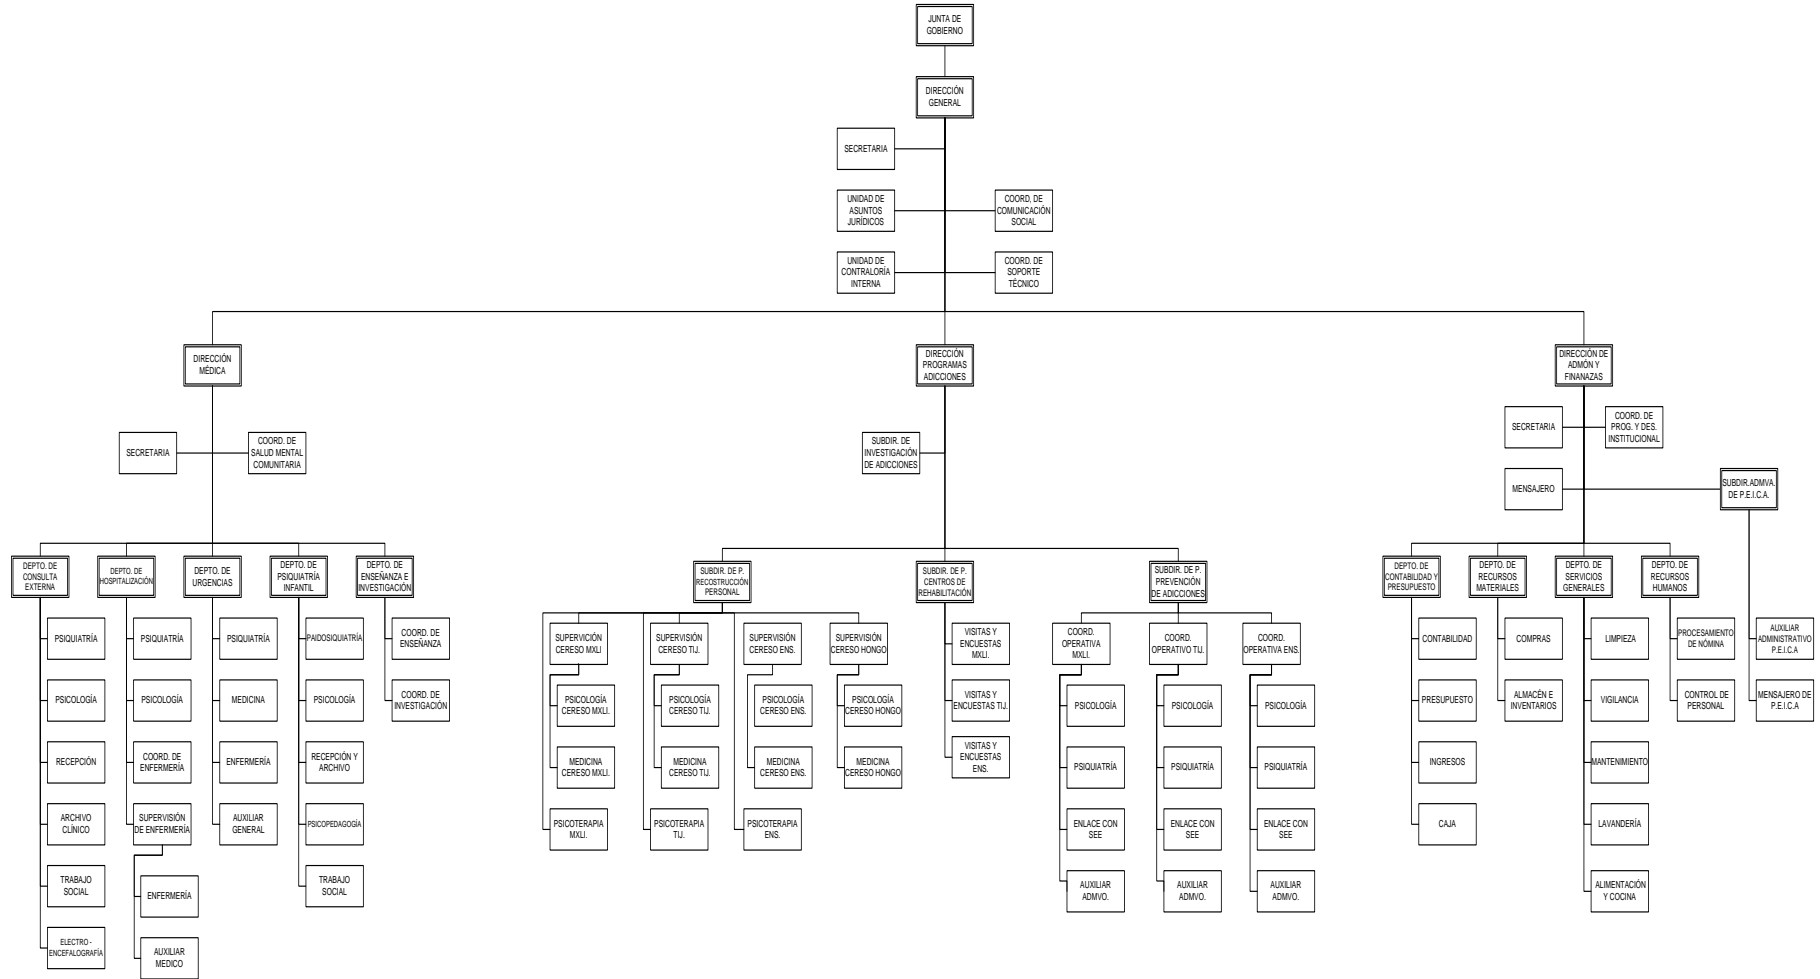 JUNTA DE
GOBIERNO
DIRECCIÓN
GENERAL
SECRETARIA
UNIDAD DE
ASUNTOS
JURÍDICOS
COORD. DE
COMUNICACIÓN
SOCIAL
UNIDAD DE
CONTRALORÍA
INTERNA
COORD. DE
SOPORTE
TÉCNICO
DIRECCIÓN
MÉDICA
DIRECCIÓN
PROGRAMAS
ADICCIONES
DIRECCIÓN DE
ADMÓN Y
FINANZAS
SECRETARIA
COORD. DE
SALUD MENTAL
COMUNITARIA
SUBDIR. DE
INVESTIGACIÓN
DE ADICCIONES
SECRETARIA
COORD. DE
PROG. Y DES.
INSTITUCIONAL
MENSAJERO
SUBDIR.ADMVA.
DE P.E.I.C.A.
DEPTO. DE
CONSULTA
EXTERNA
DEPTO. DE
HOSPITALIZACIÓN
DEPTO. DE
URGENCIAS
DEPTO. DE
PSIQUIATRÍA
INFANTIL
DEPTO. DE
ENSEÑANZA E
INVESTIGACIÓN
SUBDIR. DE P.
RECOSTRUCCIÓN
PERSONAL
SUBDIR. DE P.
CENTROS DE
REHABILITACIÓN
SUBDIR. DE P.
PREVENCIÓN
DE ADICCIONES
DEPTO. DE
CONTABILIDAD Y
PRESUPUESTO
DEPTO. DE
RECURSOS
MATERIALES
DEPTO. DE
SERVICIOS
GENERALES
DEPTO. DE
RECURSOS
HUMANOS
PSIQUIATRÍA
PSICOLOGÍA
RECEPCIÓN
ARCHIVO
CLÍNICO
TRABAJO
SOCIAL
ELECTRO -
ENCEFALOGRAFÍA
PSIQUIATRÍA
PSICOLOGÍA
COORD. DE
ENFERMERÍA
SUPERVISIÓN
DE ENFERMERÍA
ENFERMERÍA
AUXILIAR
MEDICO
PSIQUIATRÍA
MEDICINA
ENFERMERÍA
AUXILIAR
GENERAL
PAIDOSIQUIATRÍA
PSICOLOGÍA
RECEPCIÓN Y
ARCHIVO
PSICOPEDAGOGÍA
TRABAJO
SOCIAL
COORD. DE
ENSEÑANZA
COORD. DE
INVESTIGACIÓN
SUPERVICIÓN
CERESO MXLI
PSICOLOGÍA
CERESO MXLI.
MEDICINA
CERESO MXLI.
PSICOTERAPIA
MXLI.
SUPERVISIÓN
CERESO TIJ.
PSICOLOGÍA
CERESO TIJ.
MEDICINA
CERESO TIJ.
PSICOTERAPIA
TIJ.
SUPERVISIÓN
CERESO ENS.
PSICOLOGÍA
CERESO ENS.
MEDICINA
CERESO ENS.
PSICOTERAPIA
ENS.
SUPERVISIÓN
CERESO HONGO
PSICOLOGÍA
CERESO HONGO
MEDICINA
CERESO HONGO
VISITAS Y
ENCUESTAS
MXLI.
VISITAS Y
ENCUESTAS TIJ.
VISITAS Y
ENCUESTAS
ENS.
COORD.
OPERATIVA
MXLI.
PSICOLOGÍA
PSIQUIATRÍA
ENLACE CON
SEE
AUXILIAR
ADMVO.
COORD.
OPERATIVO TIJ.
PSICOLOGÍA
PSIQUIATRÍA
ENLACE CON
SEE
AUXILIAR
ADMVO.
COORD.
OPERATIVA ENS.
PSICOLOGÍA
PSIQUIATRÍA
ENLACE CON
SEE
AUXILIAR
ADMVO.
CONTABILIDAD
PRESUPUESTO
INGRESOS
CAJA
COMPRAS
ALMACÉN E
INVENTARIOS
LIMPIEZA
VIGILANCIA
MANTENIMIENTO
LAVANDERÍA
ALIMENTACIÓN
Y COCINA
PROCESAMIENTO
DE NÓMINA
CONTROL DE
PERSONAL
AUXILIAR
ADMINISTRATIVO
P.E.I.C.A
MENSAJERO DE
P.E.I.C.A